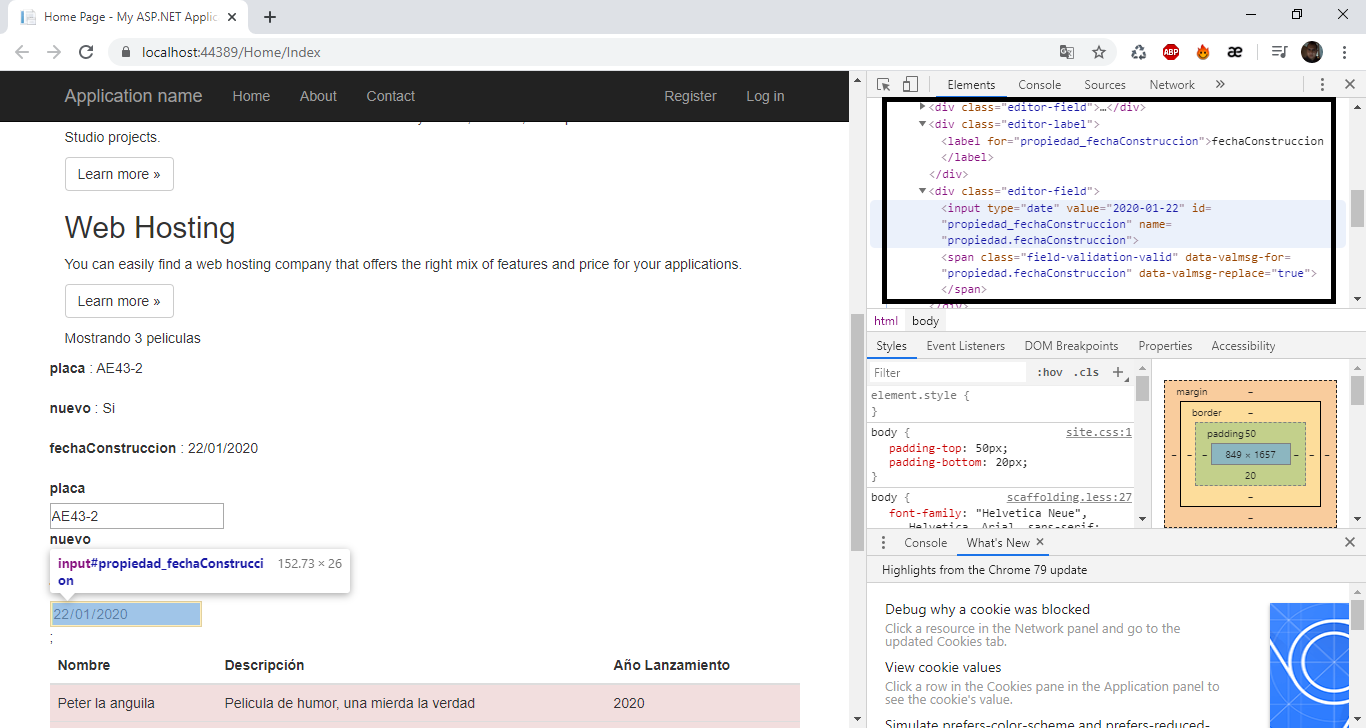 Home Page - My ASP.NET Applic
localhost:44389/Home/Index
ABP
æ
Application name
Home
About
Contact
Register
Log in
Studio projects.
Learn more »
Web Hosting
You can easily find a web hosting company that offers the right mix of features and price for your applications.
Learn more »
Mostrando 3 peliculas
placa : AE43-2
nuevo : Si
fechaConstruccion : 22/01/2020
placa
AE43-2
nuevo
input#propiedad_fechaConstrucci
on
152.73 × 26
22/01/2020
;
Nombre
Descripción
Año Lanzamiento
Peter la anguila
Pelicula de humor, una mierda la verdad
2020
Elements
Console
Sources
Network
»
<div class="editor-field">…</div>
<div class="editor-label">
<label for="propiedad_fechaConstruccion">fechaConstruccion
</label>
</div>
<div class="editor-field">
<input type="date" value="2020-01-22" id=
"propiedad_fechaConstruccion" name=
"propiedad.fechaConstruccion">
<span class="field-validation-valid" data-valmsg-for=
"propiedad.fechaConstruccion" data-valmsg-replace="true">
</span>
</div>
html
body
Styles
Event Listeners
DOM Breakpoints
Properties
Accessibility
Filter
:hov
.cls
+
element.style {
}
body {
site.css:1
padding-top: 50px;
padding-bottom: 20px;
}
body {
scaffolding.less:27
font-family: "Helvetica Neue",
Helvetica, Arial, sans-serif;
margin
-
border
-
padding50
- - - 849 × 1657 - - -
20
-
-
Console
What's New
Highlights from the Chrome 79 update
Debug why a cookie was blocked
Click a resource in the Network panel and go to the
updated Cookies tab.
View cookie values
Click a row in the Cookies pane in the Application panel to
see the cookie's value.
Simulate prefers-color-scheme and prefers-reduced-